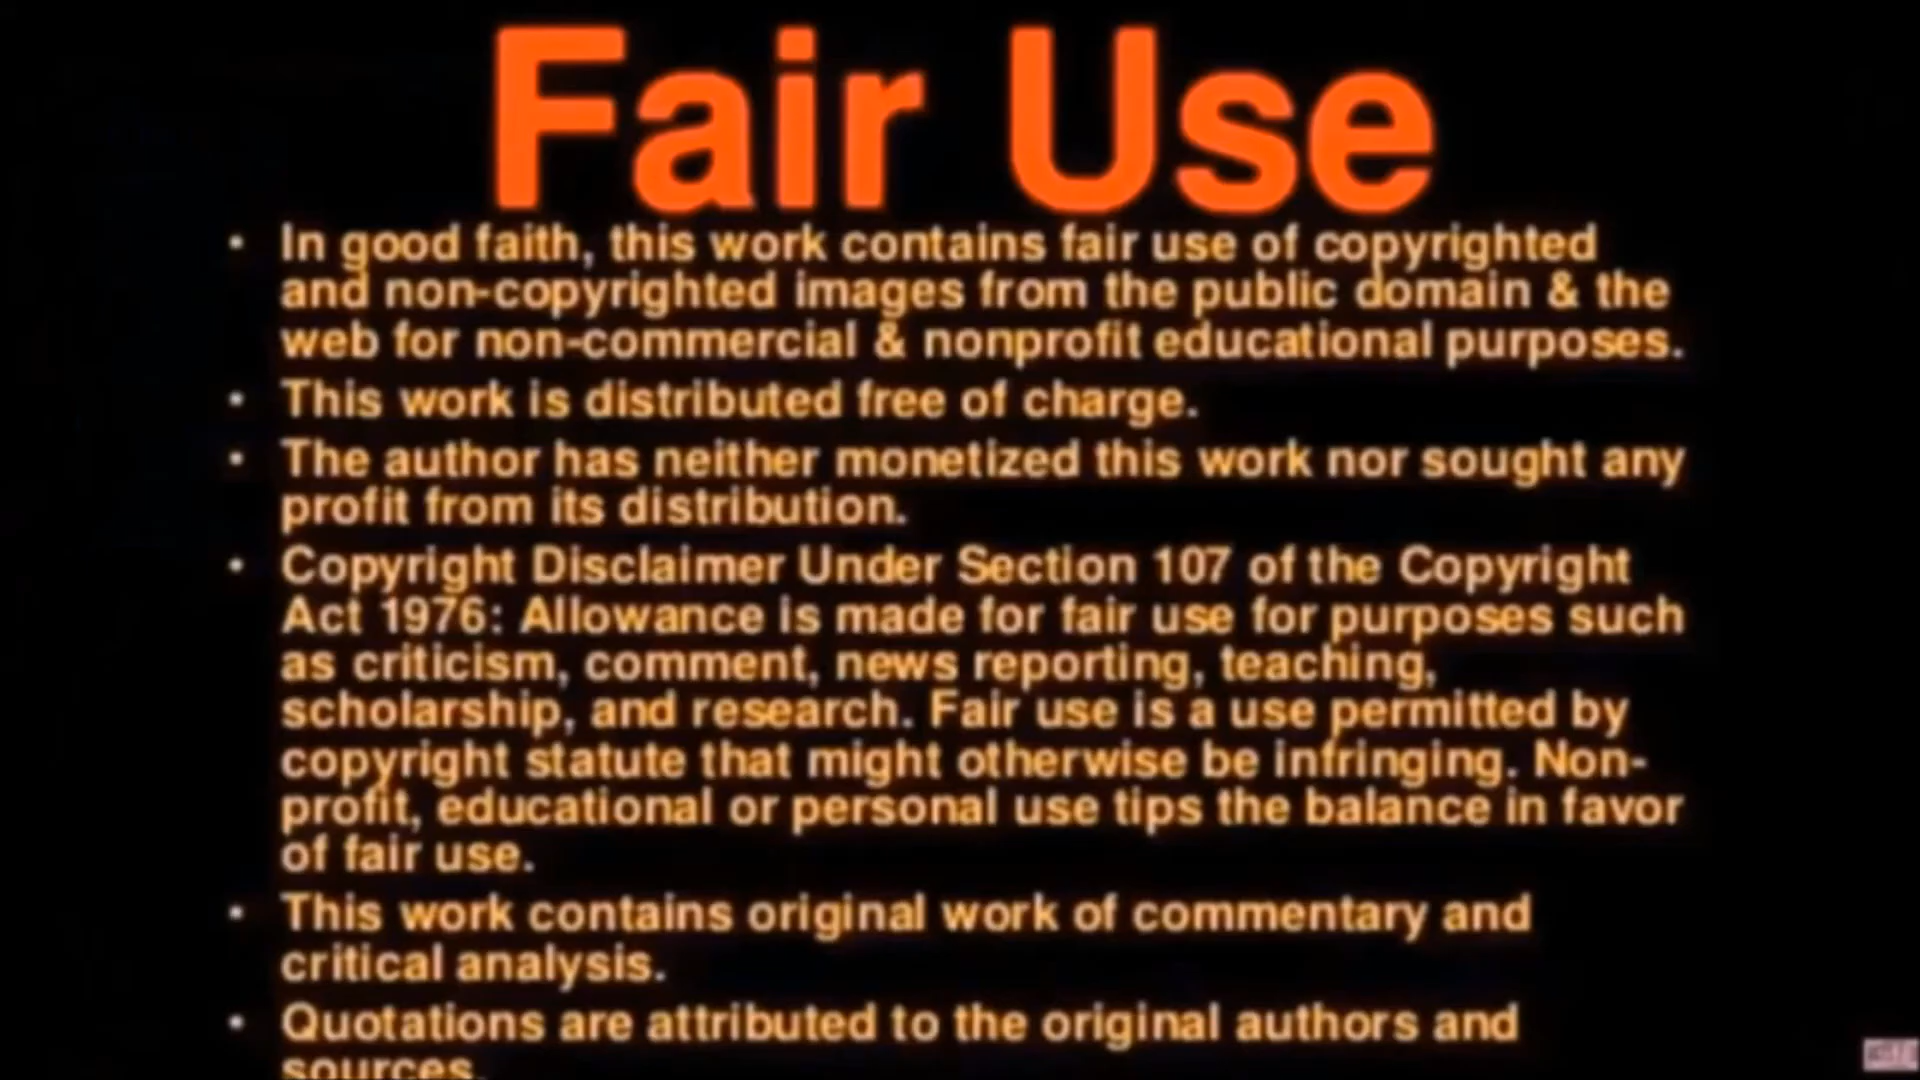 Fair Use
• In good faith, this work contains fair use of copyrighted
and non-copyrighted images from the public domain & the
web for non-commercial & nonprofit educational purposes.
• This work is distributed free of charge.
• The author has neither monetized this work nor sought any
profit from its distribution.
• Copyright Disclaimer Under Section 107 of the Copyright
Act 1976: Allowance is made for fair use for purposes such
as criticism, comment, news reporting, teaching,
scholarship, and research. Fair use is a use permitted by
copyright statute that might otherwise be infringing. Non-
profit, educational or personal use tips the balance in favor
of fair use.
• This work contains original work of commentary and
critical analysis.
• Quotations are attributed to the original authors and
sources.